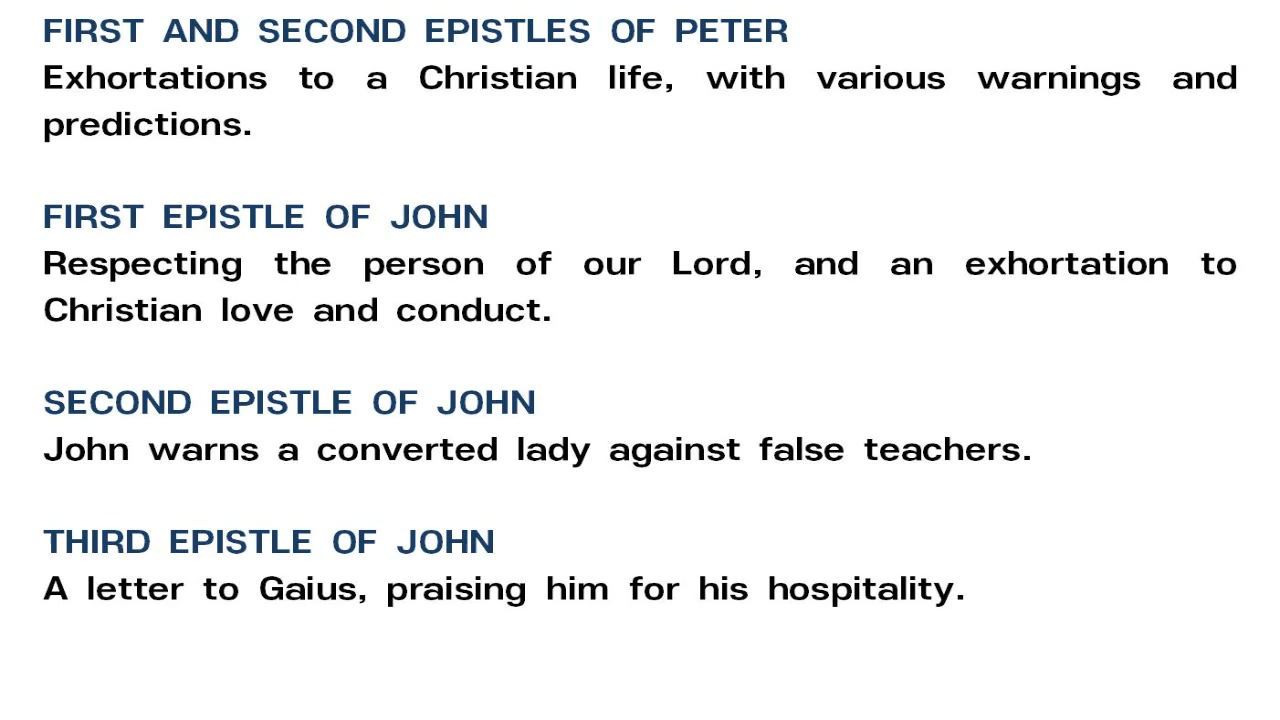 FIRST AND SECOND EPISTLES OF PETER
Exhortations to a Christian life, with various warnings and
predictions.
FIRST EPISTLE OF JOHN
Respecting the person of our Lord, and an exhortation to
Christian love and conduct.
SECOND EPISTLE OF JOHN
John warns a converted lady against false teachers.
THIRD EPISTLE OF JOHN
A letter to Gaius, praising him for his hospitality.